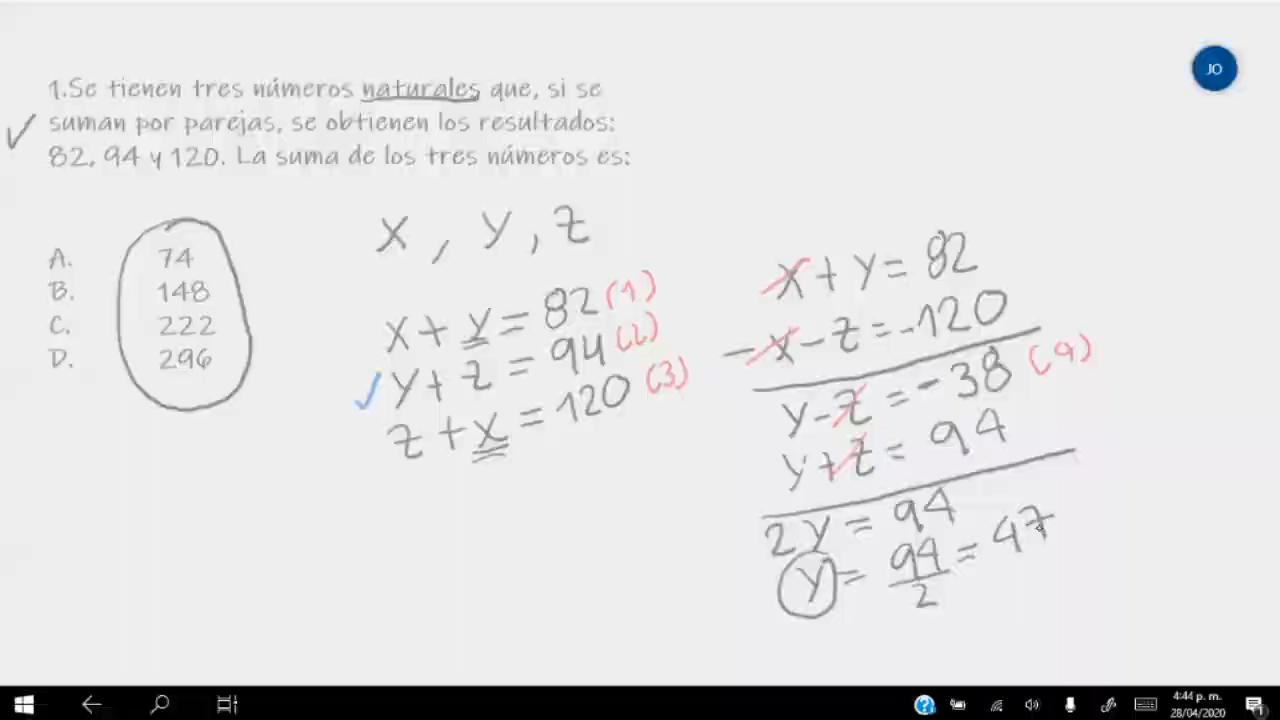 JO
1.Se tienen tres números naturales que, si se
suman por parejas, se obtienen los resultados:
82, 94 y 120. La suma de los tres números es:
A. 74
B. 148
C. 222
D. 296
x , y , z
x + y = 82 (1)
y + z = 94 (2)
z + x = 120 (3)
x + y = 82
-x - z = -120
y - z = -38 (4)
y + z = 94
2y = 94
y = 94/2 = 47
4:44 p. m.
28/04/2020